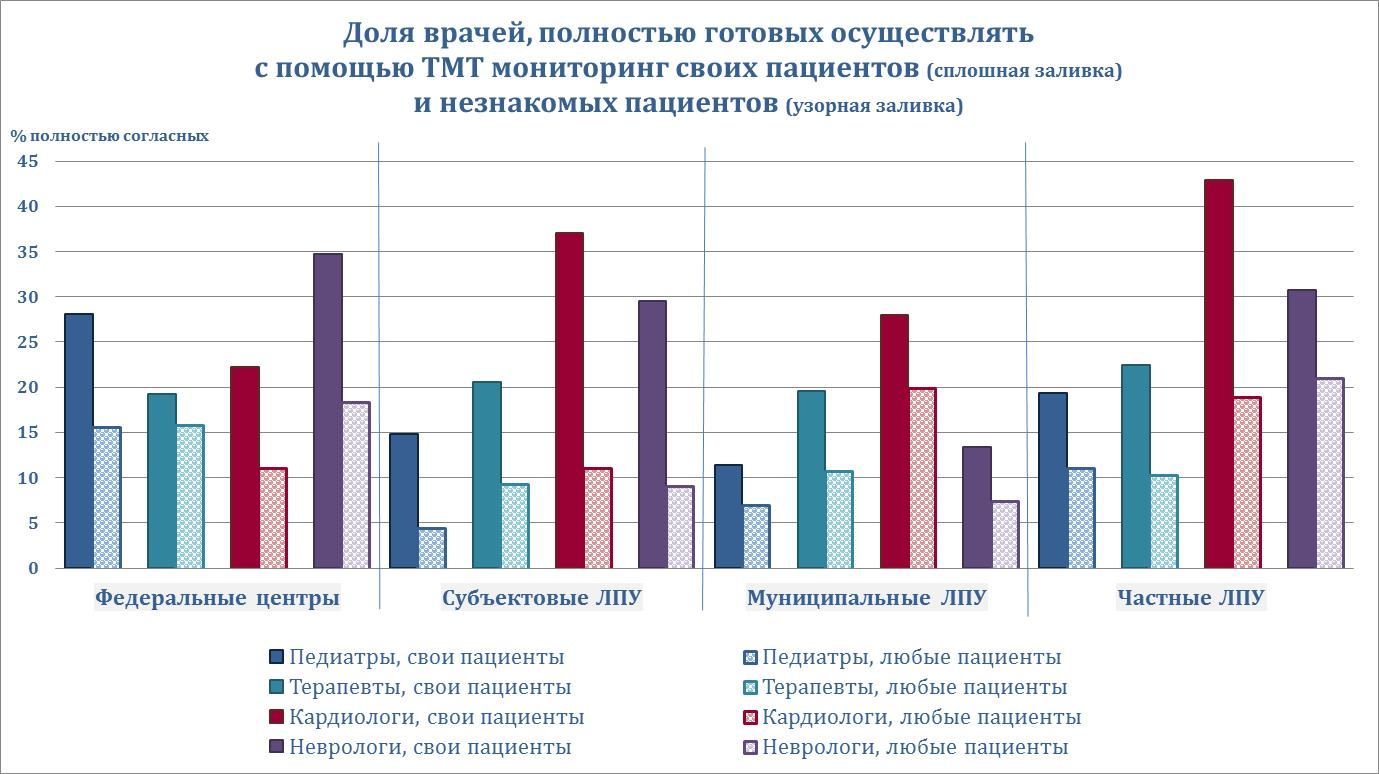 Доля врачей, полностью готовых осуществлять
с помощью ТМТ мониторинг своих пациентов (сплошная заливка)
и незнакомых пациентов (узорная заливка)
% полностью согласных
45
40
35
30
25
20
15
10
5
0
Федеральные центры Субъектовые ЛПУ Муниципальные ЛПУ Частные ЛПУ
Педиатры, свои пациенты Педиатры, любые пациенты
Терапевты, свои пациенты Терапевты, любые пациенты
Кардиологи, свои пациенты Кардиологи, любые пациенты
Неврологи, свои пациенты Неврологи, любые пациенты